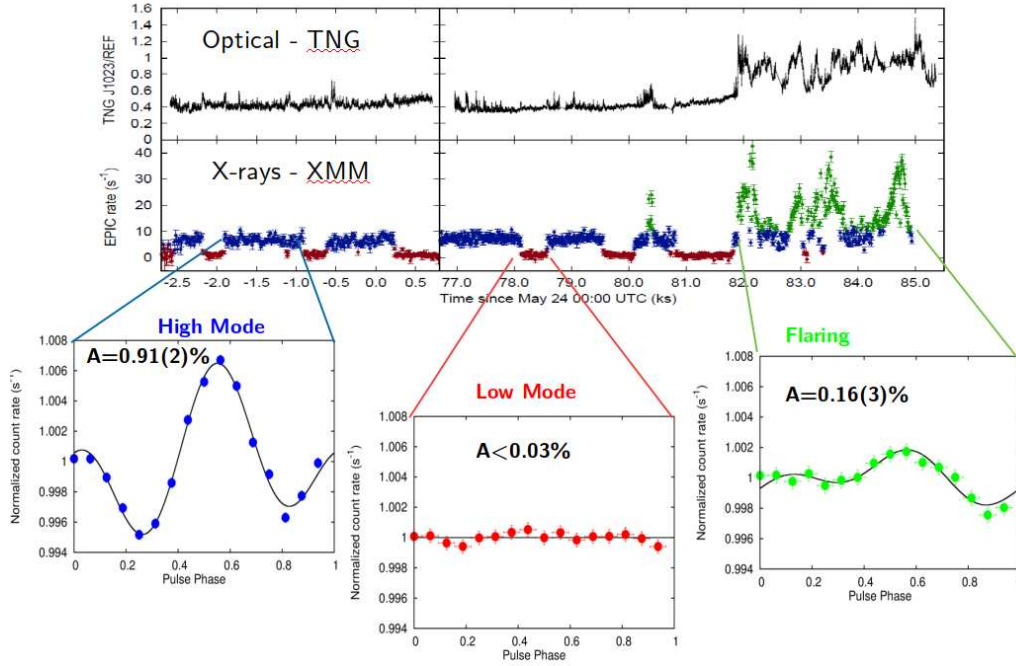 Optical - TNG
TNG J1023/REF
1.6
1.4
1.2
1
0.8
0.6
0.4
0.2
0
X-rays - XMM
EPIC rate (s⁻¹)
40
30
20
10
0
-2.5 -2.0 -1.5 -1.0 -0.5 0.0 0.5 77.0 78.0 79.0 80.0 81.0 82.0 83.0 84.0 85.0
Time since May 24 00:00 UTC (ks)
High Mode
A=0.91(2)%
Normalized count rate (s⁻¹)
1.008
1.006
1.004
1.002
1
0.998
0.996
0.994
0 0.2 0.4 0.6 0.8 1
Pulse Phase
Low Mode
A<0.03%
Normalized count rate (s⁻¹)
1.008
1.006
1.004
1.002
1
0.998
0.996
0.994
0 0.2 0.4 0.6 0.8 1
Pulse Phase
Flaring
A=0.16(3)%
Normalized count rate (s⁻¹)
1.008
1.006
1.004
1.002
1
0.998
0.996
0.994
0 0.2 0.4 0.6 0.8 1
Pulse Phase